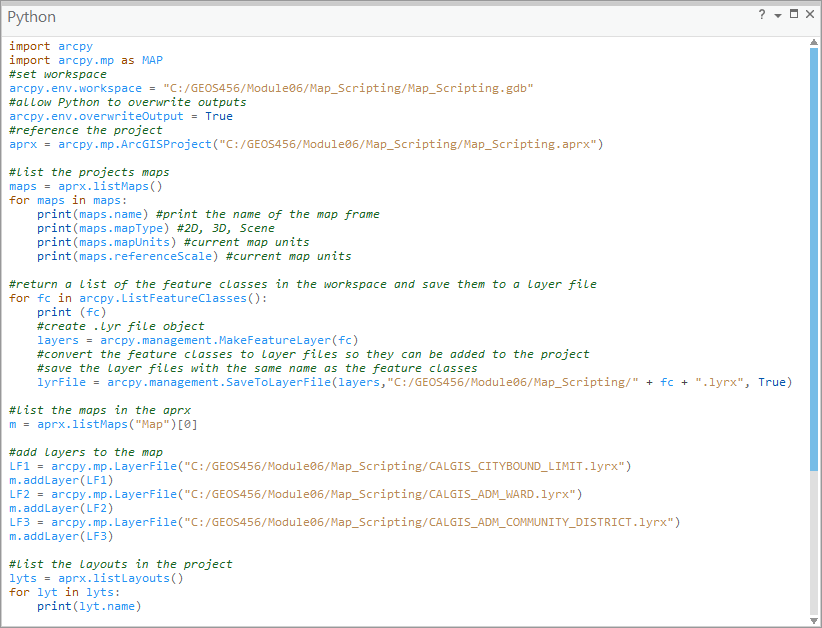 Python
?
import arcpy
import arcpy.mp as MAP
#set workspace
arcpy.env.workspace = "C:/GEOS456/Module06/Map_Scripting/Map_Scripting.gdb"
#allow Python to overwrite outputs
arcpy.env.overwriteOutput = True
#reference the project
aprx = arcpy.mp.ArcGISProject("C:/GEOS456/Module06/Map_Scripting/Map_Scripting.aprx")
#list the projects maps
maps = aprx.listMaps()
for maps in maps:
    print(maps.name) #print the name of the map frame
    print(maps.mapType) #2D, 3D, Scene
    print(maps.mapUnits) #current map units
    print(maps.referenceScale) #current map units
#return a list of the feature classes in the workspace and save them to a layer file
for fc in arcpy.ListFeatureClasses():
    print (fc)
    #create .lyr file object
    layers = arcpy.management.MakeFeatureLayer(fc)
    #convert the feature classes to layer files so they can be added to the project
    #save the layer files with the same name as the feature classes
    lyrFile = arcpy.management.SaveToLayerFile(layers,"C:/GEOS456/Module06/Map_Scripting/" + fc + ".lyrx", True)
#list the maps in the aprx
m = aprx.listMaps("Map")[0]
#add layers to the map
LF1 = arcpy.mp.LayerFile("C:/GEOS456/Module06/Map_Scripting/CALGIS_CITYBOUND_LIMIT.lyrx")
m.addLayer(LF1)
LF2 = arcpy.mp.LayerFile("C:/GEOS456/Module06/Map_Scripting/CALGIS_ADM_WARD.lyrx")
m.addLayer(LF2)
LF3 = arcpy.mp.LayerFile("C:/GEOS456/Module06/Map_Scripting/CALGIS_ADM_COMMUNITY_DISTRICT.lyrx")
m.addLayer(LF3)
#list the layouts in the project
lyts = aprx.listLayouts()
for lyt in lyts:
    print(lyt.name)